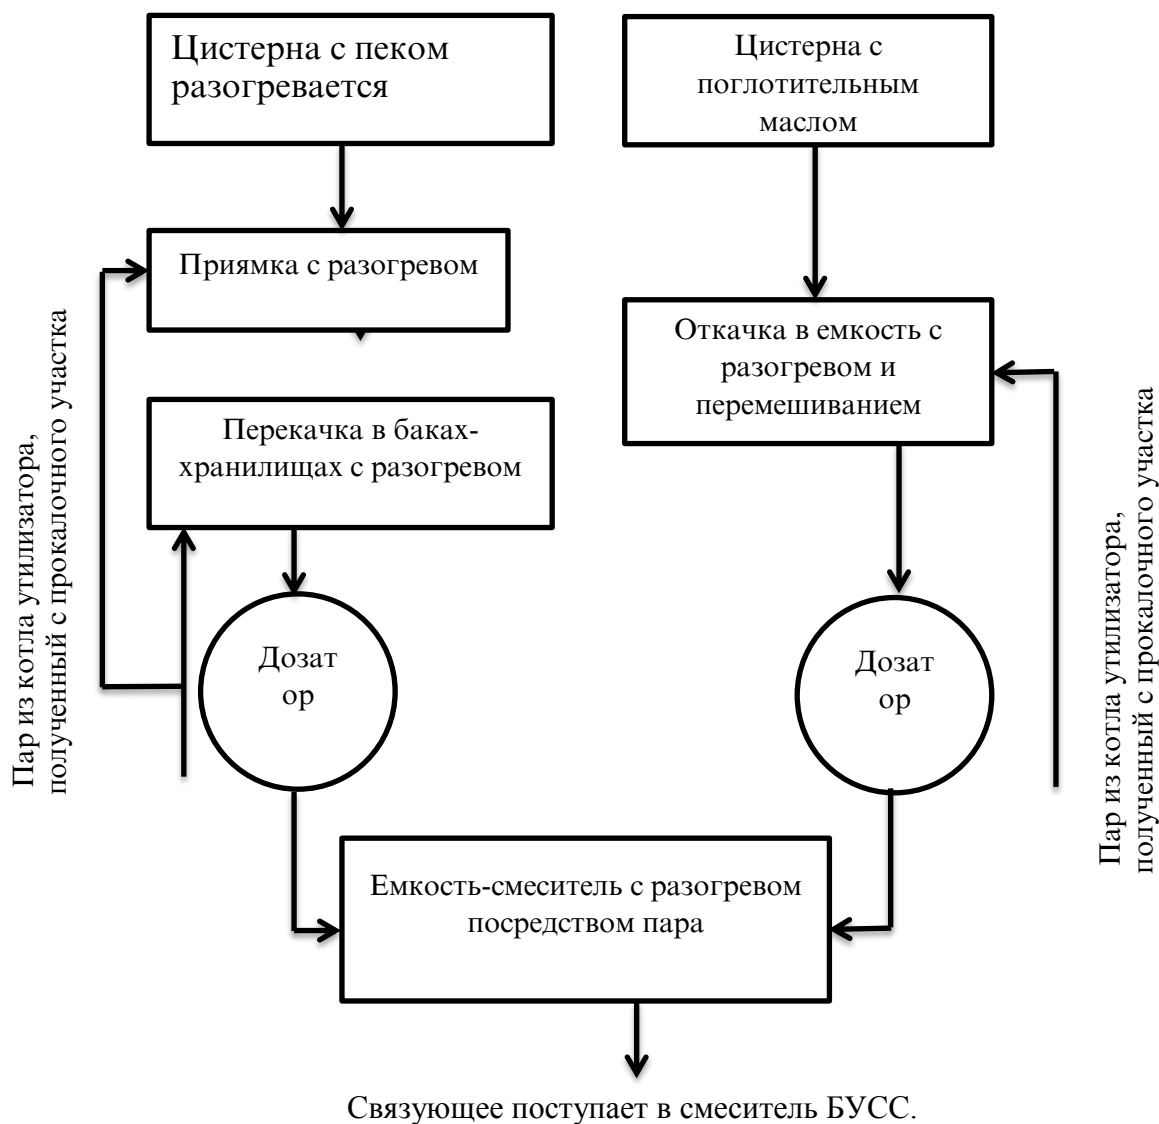 Цистерна с пеком
разогревается
Цистерна с
поглотительным
маслом
Приямка с разогревом
Откачка в емкость с
разогревом и
перемешиванием
Перекачка в баках-
хранилищах с разогревом
Пар из котла утилизатора,
полученный с прокалочного участка
Дозат
ор
Дозат
ор
Пар из котла утилизатора,
полученный с прокалочного участка
Емкость-смеситель с разогревом
посредством пара
Связующее поступает в смеситель БУСС.